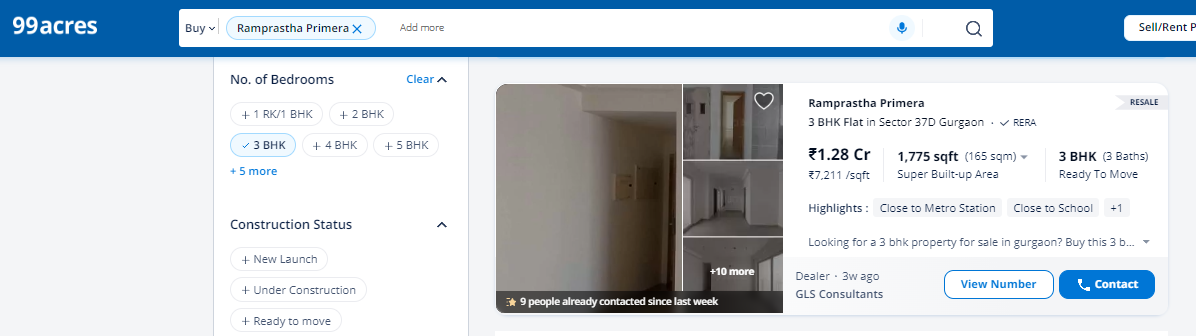 99acres
Buy
Ramprastha Primera
Add more
Sell/Rent P
No. of Bedrooms
Clear
+ 1 RK/1 BHK
+ 2 BHK
3 BHK
+ 4 BHK
+ 5 BHK
+ 5 more
Construction Status
+ New Launch
+ Under Construction
+ Ready to move
+10 more
9 people already contacted since last week
Ramprastha Primera
RESALE
3 BHK Flat in Sector 37D Gurgaon · RERA
₹1.28 Cr
₹7,211 /sqft
1,775 sqft (165 sqm)
Super Built-up Area
3 BHK (3 Baths)
Ready To Move
Highlights :
Close to Metro Station
Close to School
+1
Looking for a 3 bhk property for sale in gurgaon? Buy this 3 b...
Dealer · 3w ago
GLS Consultants
View Number
Contact